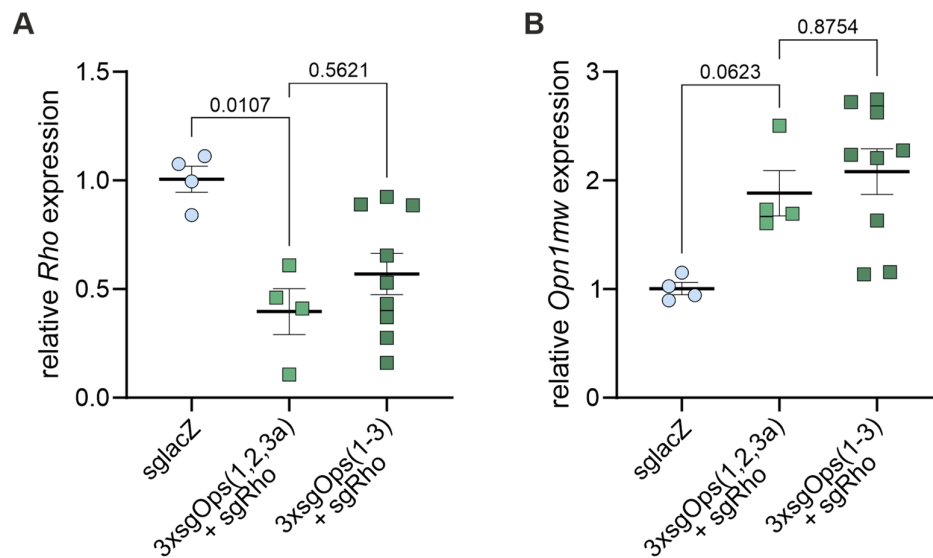 A
relative Rho expression
1.5
1.0
0.5
0.0
0.0107
0.5621
sglacZ
3xsgOps(1,2,3a)
+ sgRho
3xsgOps(1-3)
+ sgRho
B
relative Opn1mw expression
3
2
1
0
0.0623
0.8754
sglacZ
3xsgOps(1,2,3a)
+ sgRho
3xsgOps(1-3)
+ sgRho